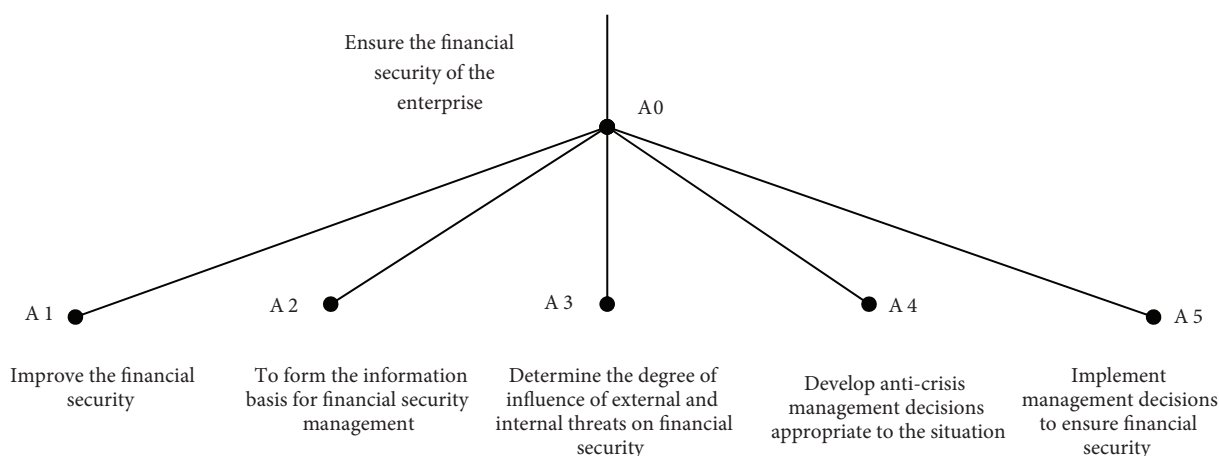 Ensure the financial
security of the
enterprise
A0
A 1
A 2
A 3
A 4
A 5
Improve the financial
security
To form the information
basis for financial security
management
Determine the degree of
influence of external and
internal threats on financial
security
Develop anti-crisis
management decisions
appropriate to the situation
Implement
management decisions
to ensure financial
security